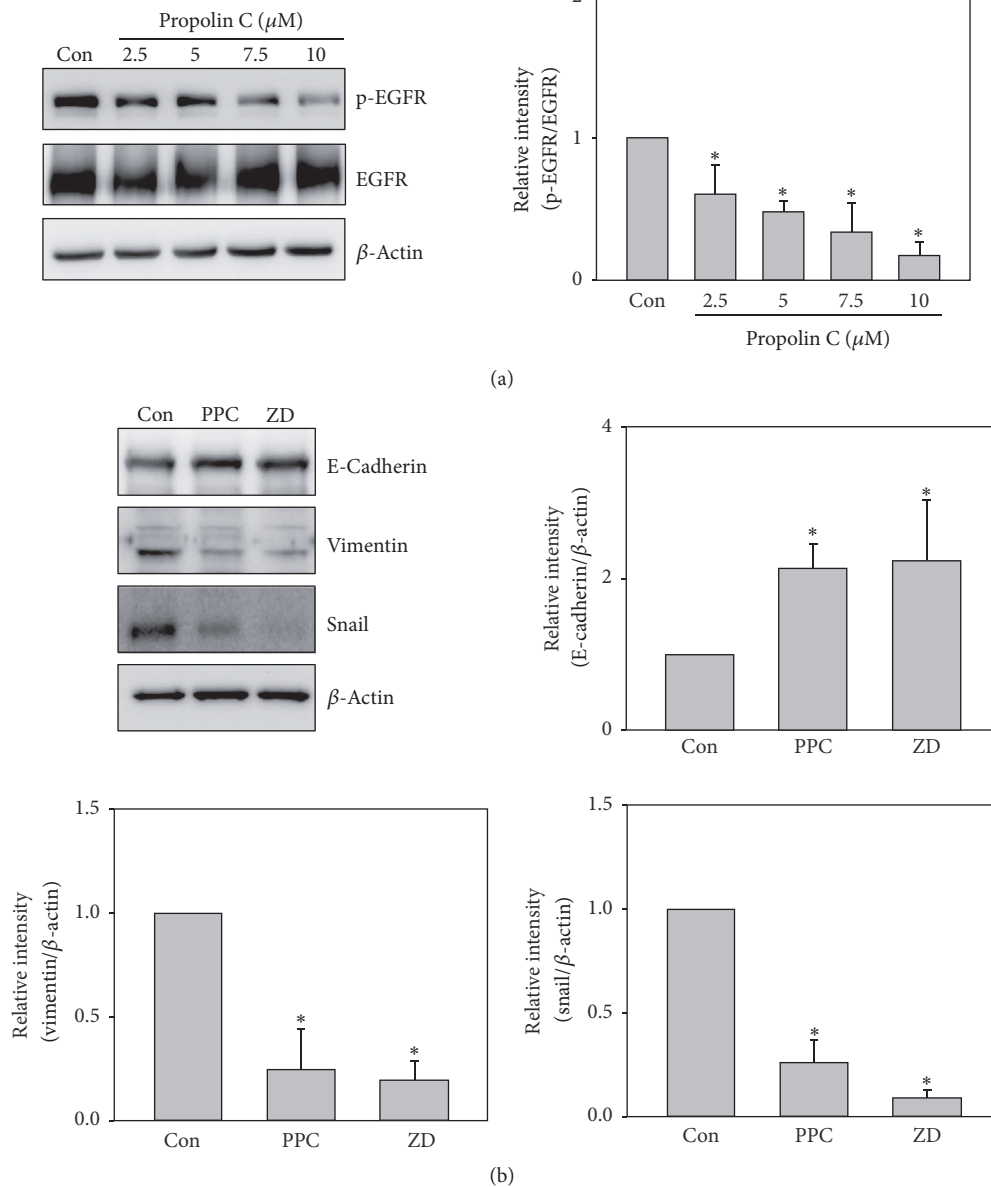 Propolin C (μM)
Con 2.5 5 7.5 10
p-EGFR
EGFR
β-Actin
2
Relative intensity
(p-EGFR/EGFR)
1
0
* * * *
Con 2.5 5 7.5 10
Propolin C (μM)
(a)
Con PPC ZD
E-Cadherin
Vimentin
Snail
β-Actin
Relative intensity
(E-cadherin/β-actin)
4
2
0
* *
Con PPC ZD
Relative intensity
(vimentin/β-actin)
1.5
1.0
0.5
0.0
* *
Con PPC ZD
Relative intensity
(snail/β-actin)
1.5
1.0
0.5
0.0
* *
Con PPC ZD
(b)